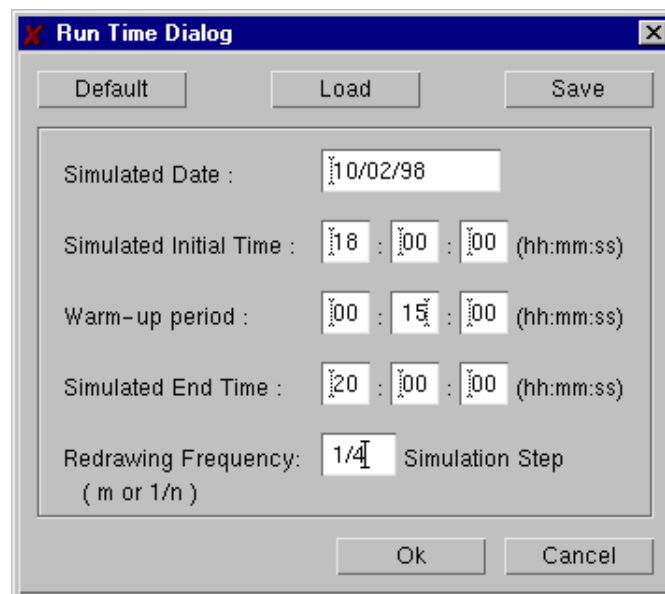 Run Time Dialog
Default Load Save
Simulated Date : 10/02/98
Simulated Initial Time : 18 : 00 : 00 (hh:mm:ss)
Warm-up period : 00 : 15 : 00 (hh:mm:ss)
Simulated End Time : 20 : 00 : 00 (hh:mm:ss)
Redrawing Frequency: 1/4 Simulation Step
( m or 1/n )
Ok Cancel